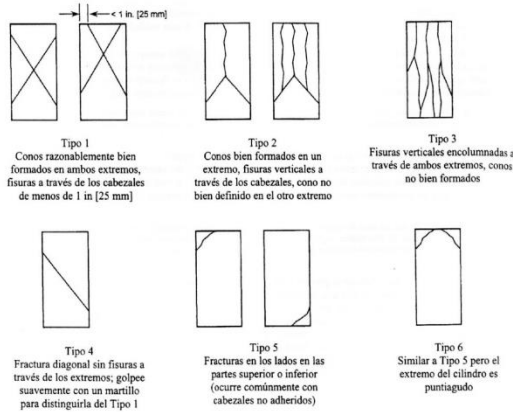 < 1 in. [25 mm]
Tipo 1
Conos razonablemente bien
formados en ambos extremos,
fisuras a través de los cabezales
de menos de 1 in [25 mm]
Tipo 2
Conos bien formados en un
extremo, fisuras verticales a
través de los cabezales, cono no
bien definido en el otro extremo
Tipo 3
Fisuras verticales encolumnadas a
través de ambos extremos, conos
no bien formados
Tipo 4
Fractura diagonal sin fisuras a
través de los extremos; golpee
suavemente con un martillo
para distinguirla del Tipo 1
Tipo 5
Fracturas en los lados en las
partes superior o inferior
(ocurre comúnmente con
cabezales no adheridos)
Tipo 6
Similar a Tipo 5 pero el
extremo del cilindro es
puntiagudo